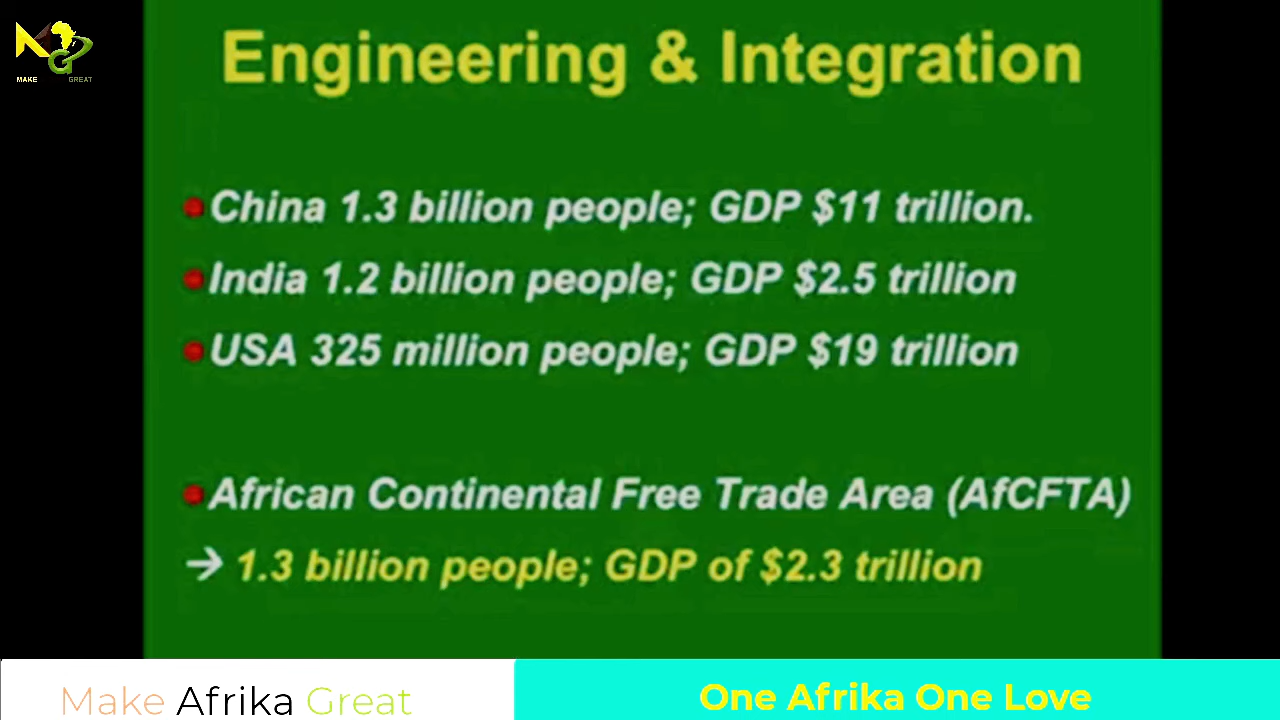 MAKE GREAT
Engineering & Integration
China 1.3 billion people; GDP $11 trillion.
India 1.2 billion people; GDP $2.5 trillion
USA 325 million people; GDP $19 trillion
African Continental Free Trade Area (AfCFTA)
→ 1.3 billion people; GDP of $2.3 trillion
Make Afrika Great
One Afrika One Love